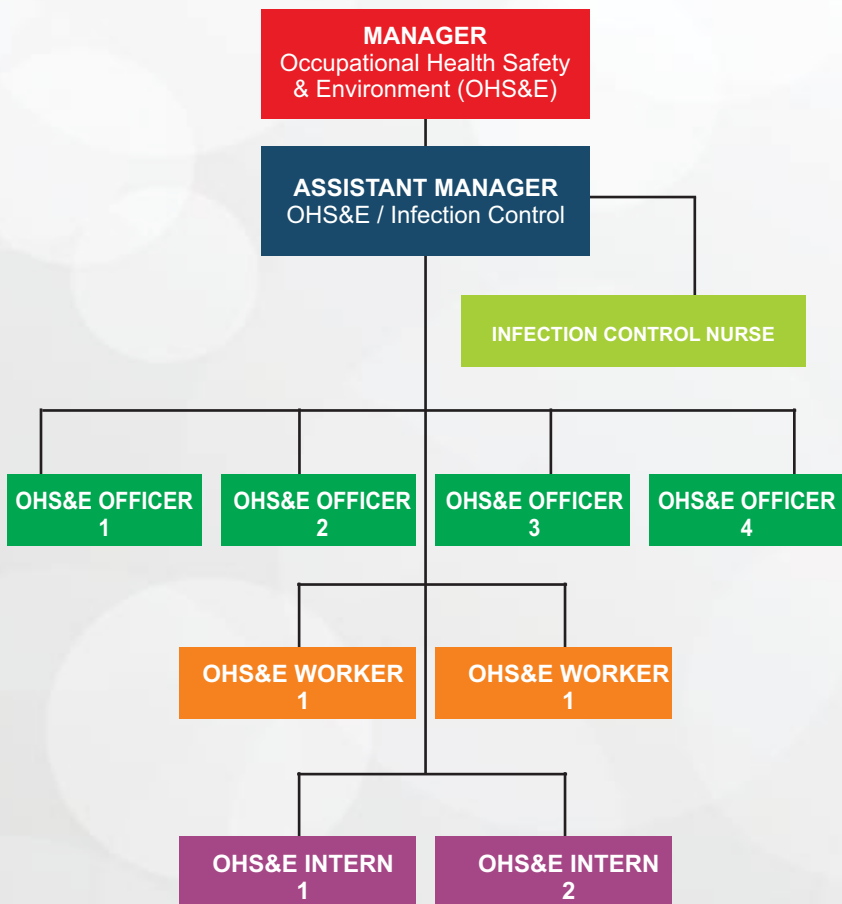 MANAGER
Occupational Health Safety
& Environment (OHS&E)
ASSISTANT MANAGER
OHS&E / Infection Control
INFECTION CONTROL NURSE
OHS&E OFFICER
1
OHS&E OFFICER
2
OHS&E OFFICER
3
OHS&E OFFICER
4
OHS&E WORKER
1
OHS&E WORKER
1
OHS&E INTERN
1
OHS&E INTERN
2